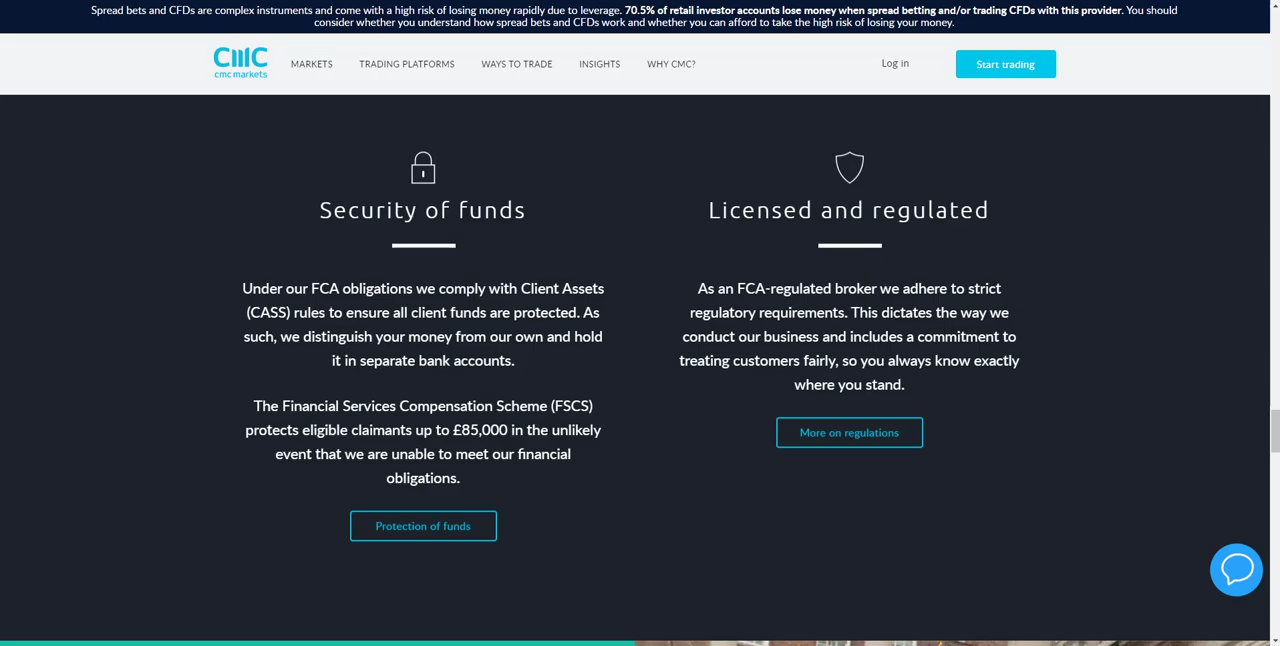 Spread bets and CFDs are complex instruments and come with a high risk of losing money rapidly due to leverage. 70.5% of retail investor accounts lose money when spread betting and/or trading CFDs with this provider. You should
consider whether you understand how spread bets and CFDs work and whether you can afford to take the high risk of losing your money.
CMC
cmc markets
MARKETS TRADING PLATFORMS WAYS TO TRADE INSIGHTS WHY CMC? Log in Start trading
Security of funds
Under our FCA obligations we comply with Client Assets
(CASS) rules to ensure all client funds are protected. As
such, we distinguish your money from our own and hold
it in separate bank accounts.
The Financial Services Compensation Scheme (FSCS)
protects eligible claimants up to £85,000 in the unlikely
event that we are unable to meet our financial
obligations.
Protection of funds
Licensed and regulated
As an FCA-regulated broker we adhere to strict
regulatory requirements. This dictates the way we
conduct our business and includes a commitment to
treating customers fairly, so you always know exactly
where you stand.
More on regulations